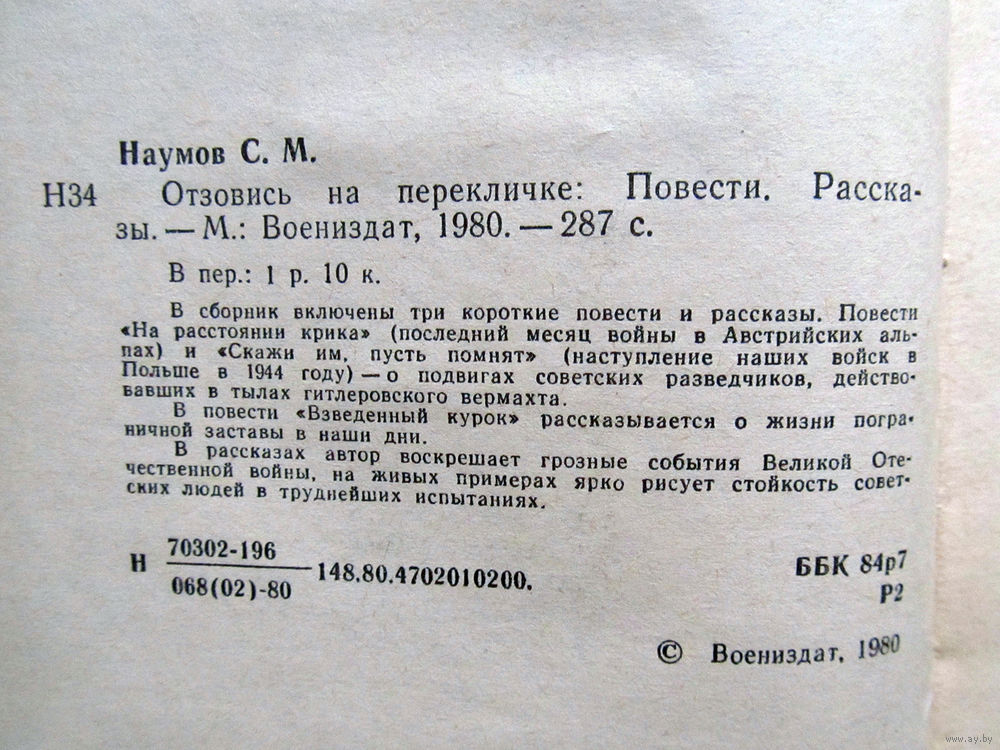 Наумов С. М.
Н34 Отзовись на перекличке: Повести. Расска-
зы. — М.: Воениздат, 1980. — 287 с.
В пер.: 1 р. 10 к.
В сборник включены три короткие повести и рассказы. Повести
«На расстоянии крика» (последний месяц войны в Австрийских аль-
пах) и «Скажи им, пусть помнят» (наступление наших войск в
Польше в 1944 году) — о подвигах советских разведчиков, действо-
вавших в тылах гитлеровского вермахта.
В повести «Взведенный курок» рассказывается о жизни погра-
ничной заставы в наши дни.
В рассказах автор воскрешает грозные события Великой Оте-
чественной войны, на живых примерах ярко рисует стойкость совет-
ских людей в труднейших испытаниях.
Н 70302-196
068(02)-80 148.80.4702010200.
ББК 84р7
Р2
© Воениздат, 1980
www.ay.by